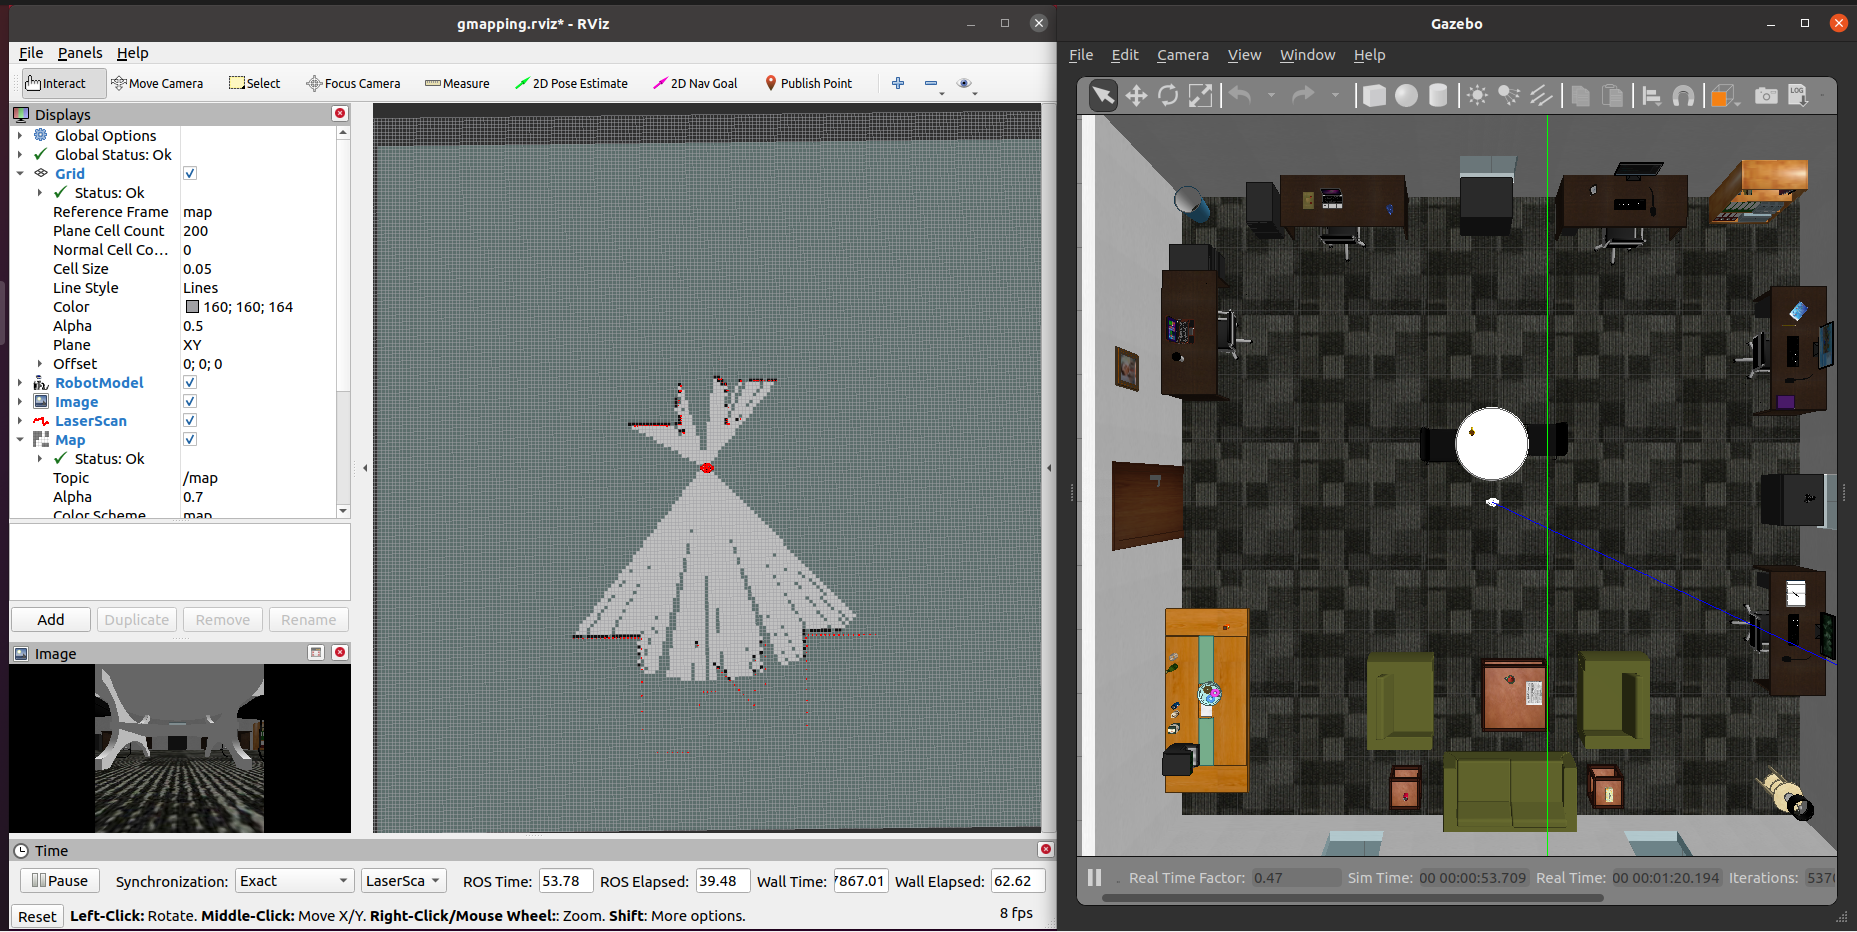 gmapping.rviz* - RViz
File Panels Help
Interact Move Camera Select Focus Camera Measure 2D Pose Estimate 2D Nav Goal Publish Point
Displays
Global Options
Global Status: Ok
Grid
Status: Ok
Reference Frame map
Plane Cell Count 200
Normal Cell Co... 0
Cell Size 0.05
Line Style Lines
Color 160; 160; 164
Alpha 0.5
Plane XY
Offset 0; 0; 0
RobotModel
Image
LaserScan
Map
Status: Ok
Topic /map
Alpha 0.7
Color Scheme map
Add Duplicate Remove Rename
Image
Time
Pause Synchronization: Exact LaserSca ROS Time: 53.78 ROS Elapsed: 39.48 Wall Time: 7867.01 Wall Elapsed: 62.62
Reset Left-Click: Rotate. Middle-Click: Move X/Y. Right-Click/Mouse Wheel:: Zoom. Shift: More options. 8 fps
Gazebo
File Edit Camera View Window Help
LOG
Real Time Factor: 0.47 Sim Time: 00 00:00:53.709 Real Time: 00 00:01:20.194 Iterations: 5370